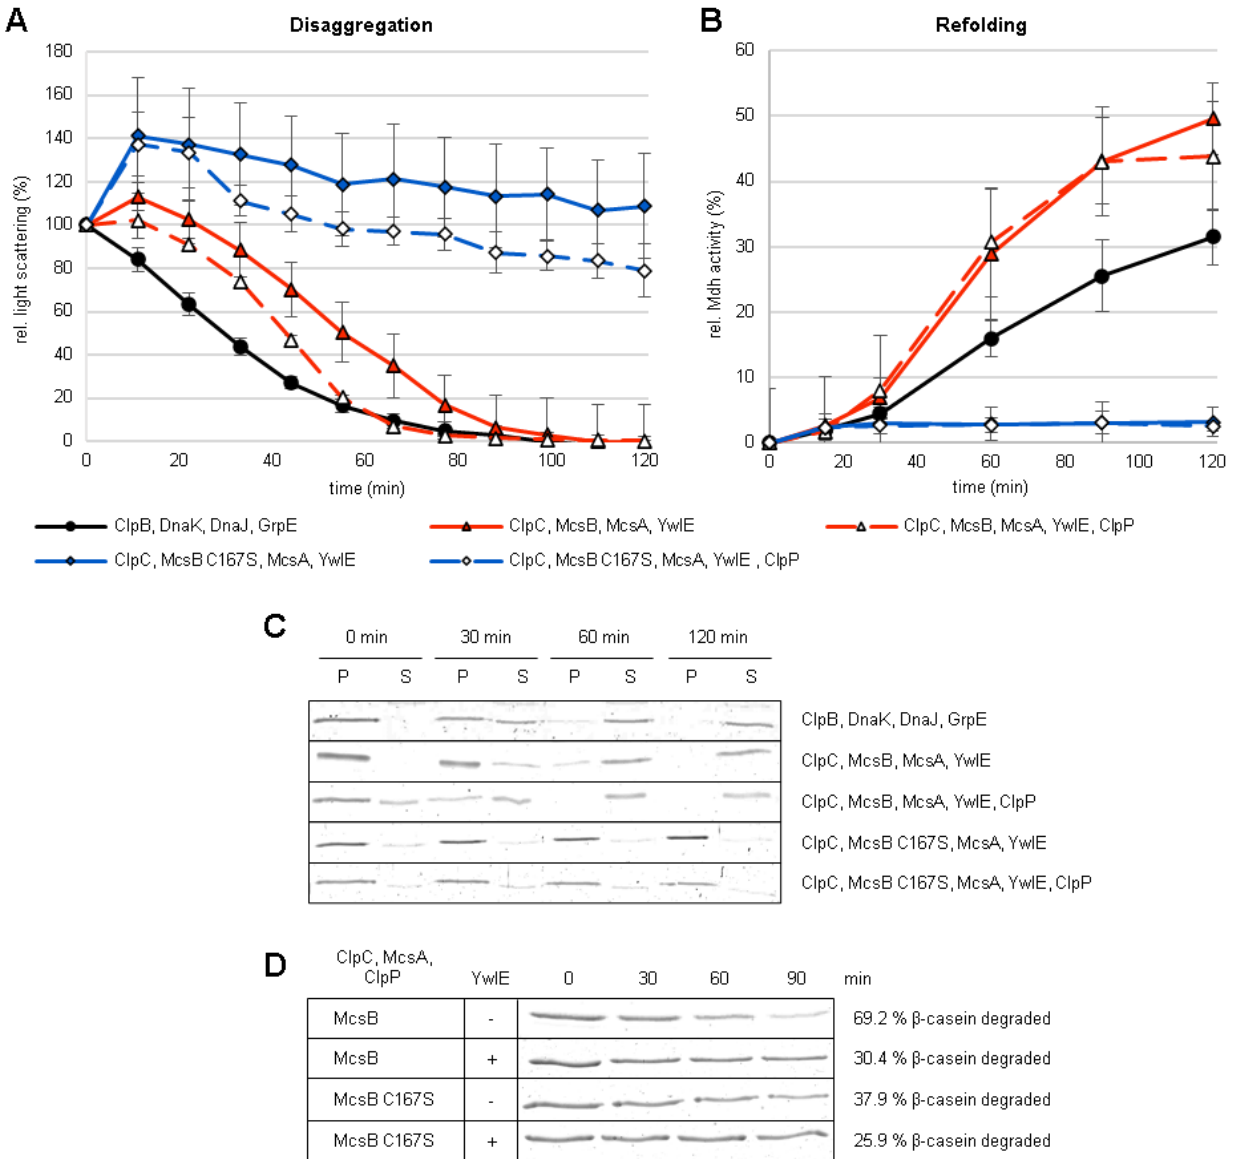 A Disaggregation
180
160
140
120
100
80
60
40
20
0
rel. light scattering (%)
0 20 40 60 80 100 120
time (min)
B Refolding
60
50
40
30
20
10
0
rel. Mdh activity (%)
0 20 40 60 80 100 120
time (min)
ClpB, DnaK, DnaJ, GrpE
ClpC, McsB, McsA, YwlE
ClpC, McsB, McsA, YwlE, ClpP
ClpC, McsB C167S, McsA, YwlE
ClpC, McsB C167S, McsA, YwlE , ClpP
C
0 min 30 min 60 min 120 min
P S P S P S P S
ClpB, DnaK, DnaJ, GrpE
ClpC, McsB, McsA, YwlE
ClpC, McsB, McsA, YwlE, ClpP
ClpC, McsB C167S, McsA, YwlE
ClpC, McsB C167S, McsA, YwlE, ClpP
D
ClpC, McsA,
ClpP YwlE 0 30 60 90 min
McsB - 69.2 % β-casein degraded
McsB + 30.4 % β-casein degraded
McsB C167S - 37.9 % β-casein degraded
McsB C167S + 25.9 % β-casein degraded